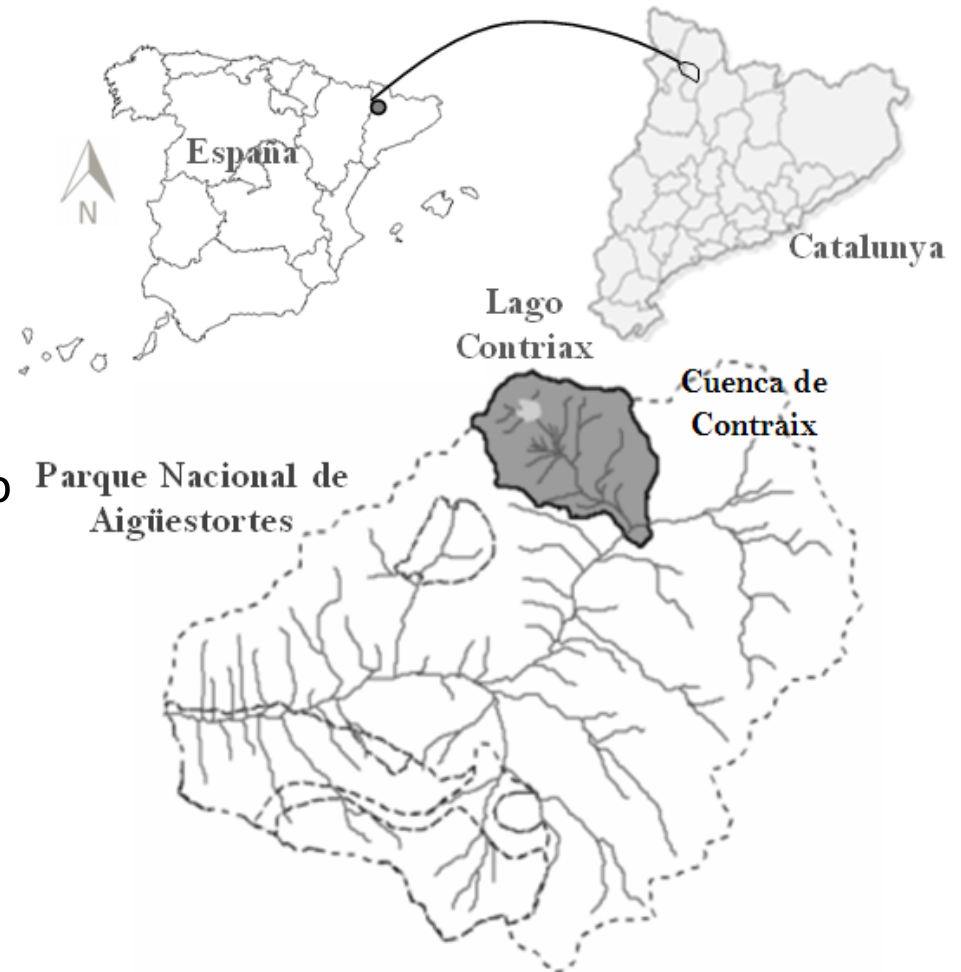 España
N
Catalunya
Lago
Contriax
Cuenca de
Contraix
o
Parque Nacional de
Aigüestortes